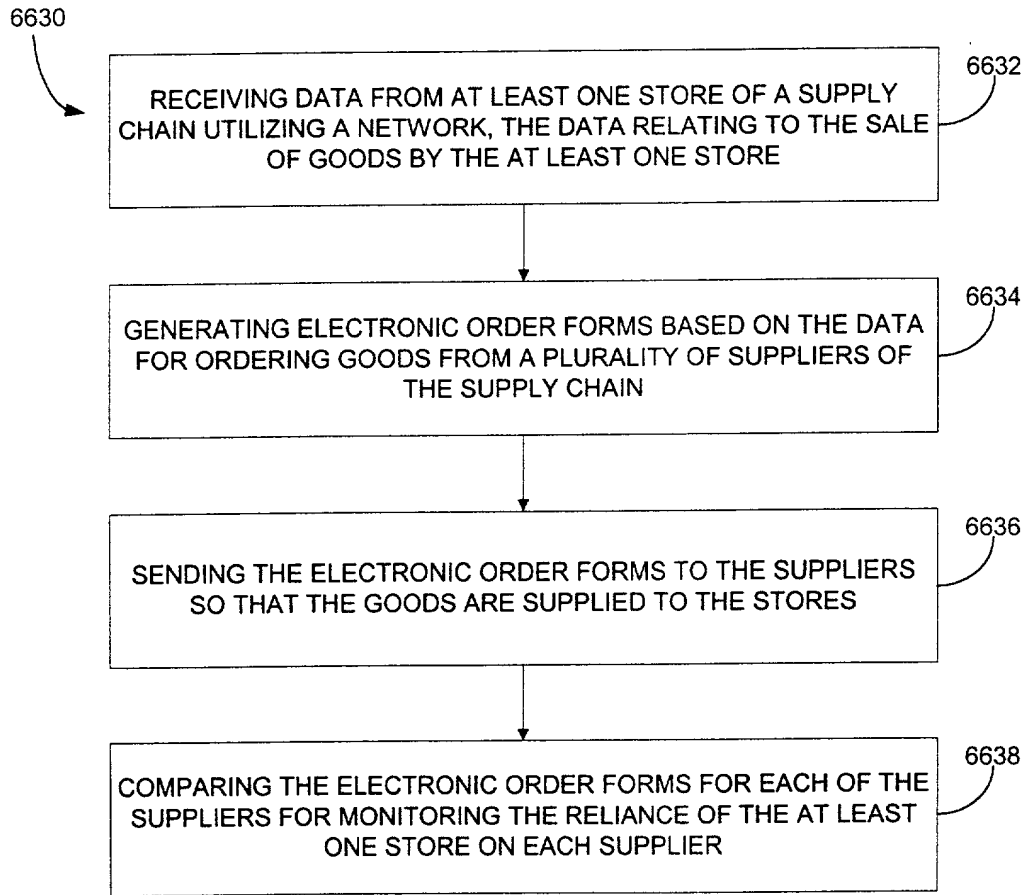 6630
6632
RECEIVING DATA FROM AT LEAST ONE STORE OF A SUPPLY
CHAIN UTILIZING A NETWORK, THE DATA RELATING TO THE SALE
OF GOODS BY THE AT LEAST ONE STORE
6634
GENERATING ELECTRONIC ORDER FORMS BASED ON THE DATA
FOR ORDERING GOODS FROM A PLURALITY OF SUPPLIERS OF
THE SUPPLY CHAIN
6636
SENDING THE ELECTRONIC ORDER FORMS TO THE SUPPLIERS
SO THAT THE GOODS ARE SUPPLIED TO THE STORES
6638
COMPARING THE ELECTRONIC ORDER FORMS FOR EACH OF THE
SUPPLIERS FOR MONITORING THE RELIANCE OF THE AT LEAST
ONE STORE ON EACH SUPPLIER